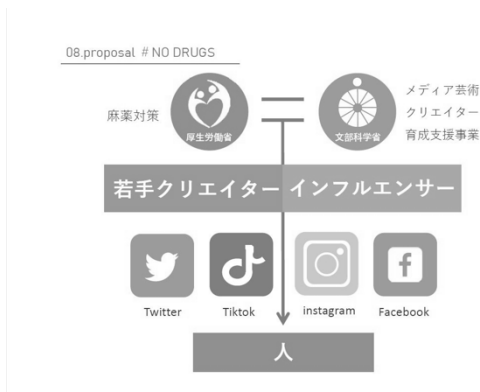 08.proposal # NO DRUGS
麻薬対策
厚生労働省
文部科学省
メディア芸術
クリエイター
育成支援事業
若手クリエイター インフルエンサー
Twitter
Tiktok
instagram
Facebook
人